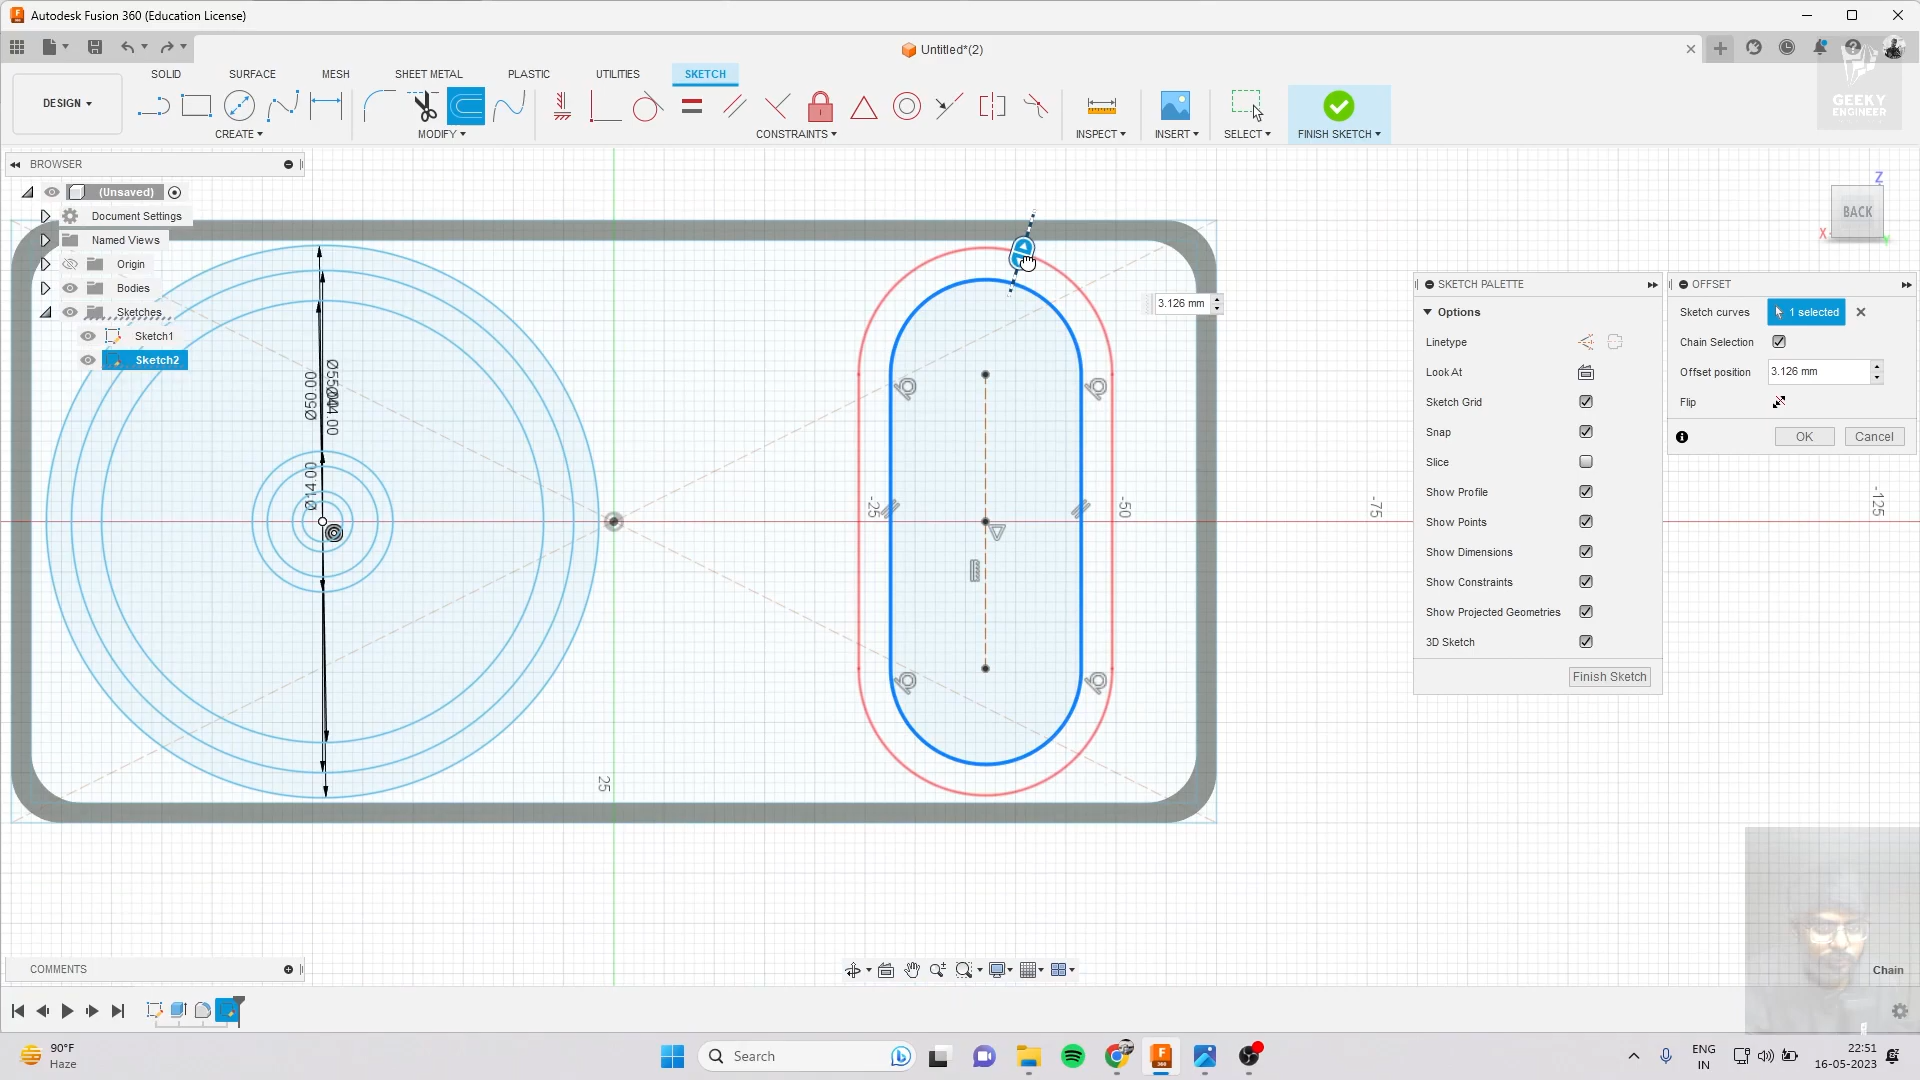 Autodesk Fusion 360 (Education License)
Untitled*(2)
SOLID SURFACE MESH SHEET METAL PLASTIC UTILITIES SKETCH
DESIGN
CREATE MODIFY CONSTRAINTS INSPECT INSERT SELECT FINISH SKETCH
GEEKY
ENGINEER
BROWSER
(Unsaved)
Document Settings
Named Views
Origin
Bodies
Sketches
Sketch1
Sketch2
Z
BACK
X
Y
3.126 mm
SKETCH PALETTE
Options
Linetype
Look At
Sketch Grid
Snap
Slice
Show Profile
Show Points
Show Dimensions
Show Constraints
Show Projected Geometries
3D Sketch
Finish Sketch
OFFSET
Sketch curves 1 selected
Chain Selection
Offset position 3.126 mm
Flip
OK Cancel
Ø50.00
Ø14.00
-25
-50
-75
-125
25
COMMENTS
Chain
90°F
Haze
Search
ENG
IN
22:51
16-05-2023